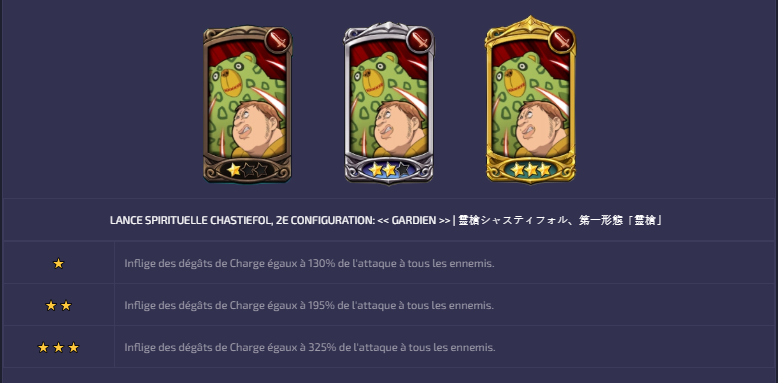 LANCE SPIRITUELLE CHASTIEFOL, 2E CONFIGURATION: << GARDIEN >> | 霊槍シャスティフォル、第一形態「霊槍」
Inflige des dégâts de Charge égaux à 130% de l'attaque à tous les ennemis.
Inflige des dégâts de Charge égaux à 195% de l'attaque à tous les ennemis.
Inflige des dégâts de Charge égaux à 325% de l'attaque à tous les ennemis.